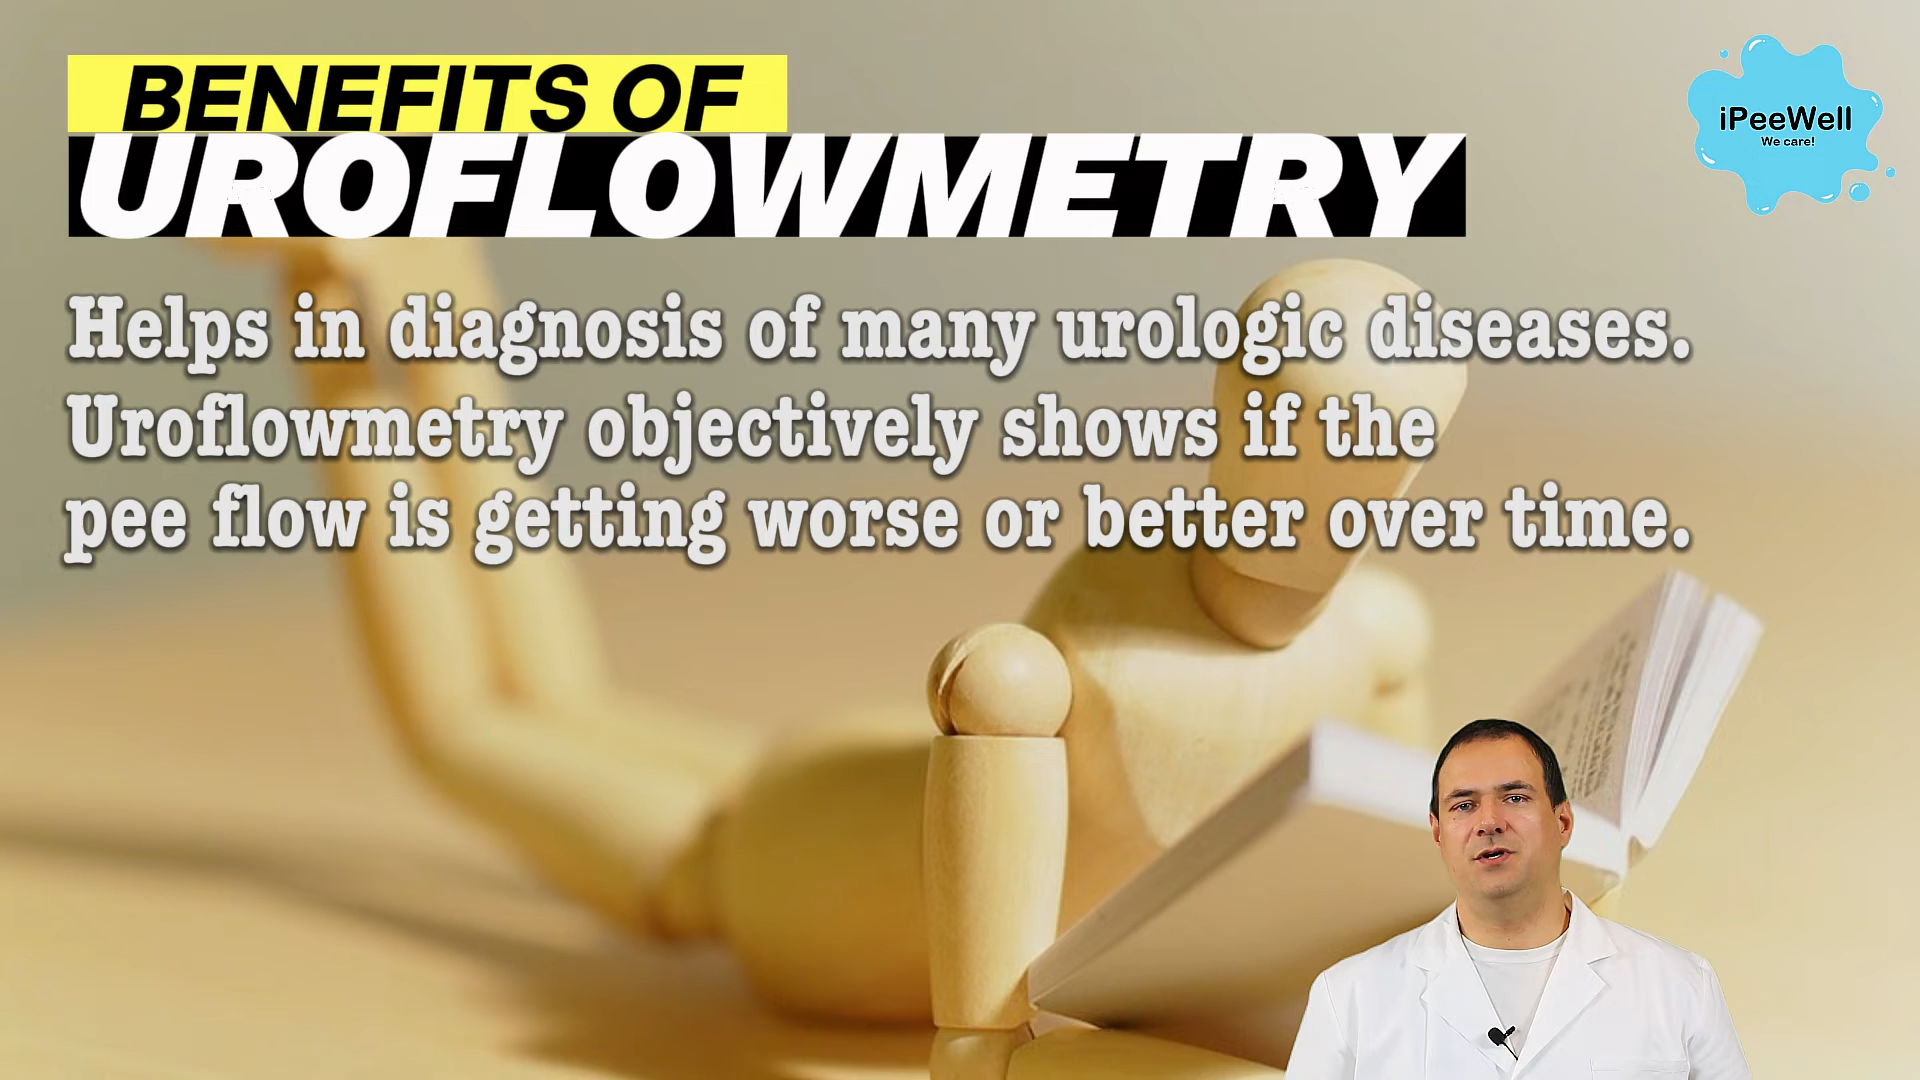 BENEFITS OF
UROFLOWMETRY
iPeeWell
We care!
Helps in diagnosis of many urologic diseases.
Uroflowmetry objectively shows if the
pee flow is getting worse or better over time.